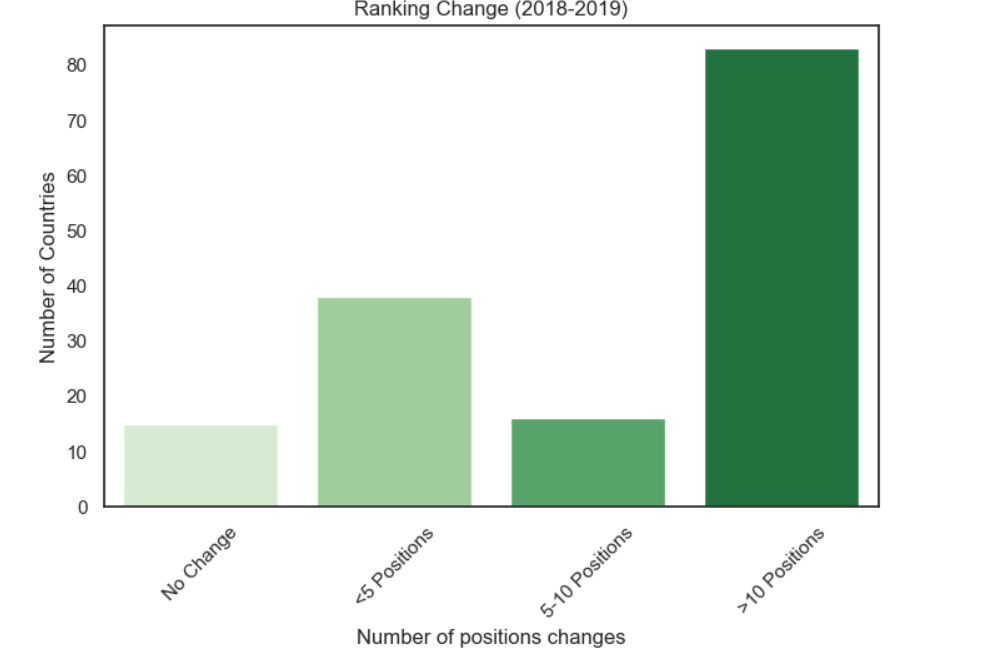 Ranking Change (2018-2019)
Number of Countries
80
70
60
50
40
30
20
10
0
No Change
<5 Positions
5-10 Positions
>10 Positions
Number of positions changes